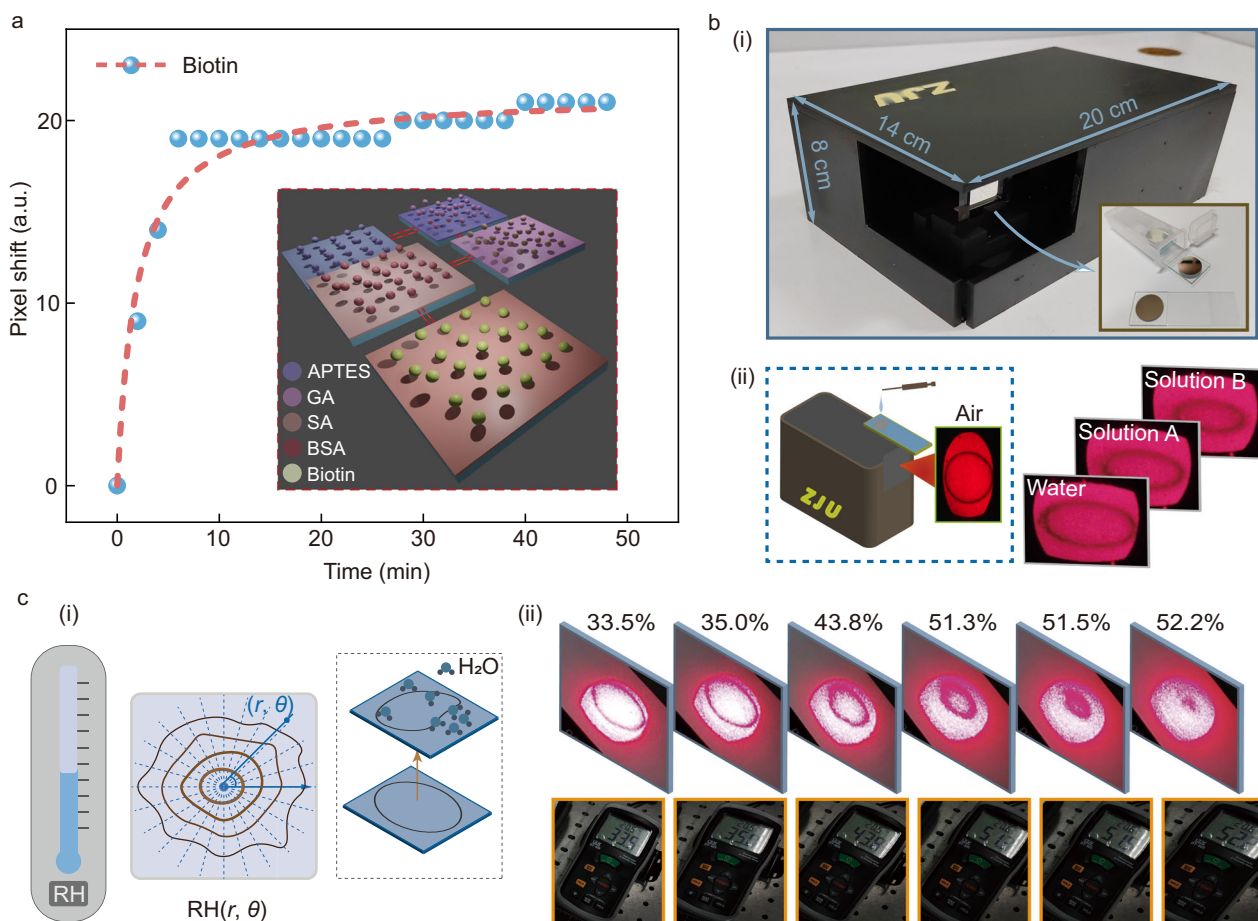 a
Biotin
Pixel shift (a.u.)
20
10
0
0
10
20
30
40
50
Time (min)
APTES
GA
SA
BSA
Biotin
b
(i)
ZJU
14 cm
20 cm
8 cm
(ii)
Air
ZJU
Water
Solution A
Solution B
c
(i)
RH
(r, θ)
RH(r, θ)
H₂O
(ii)
33.5% 35.0% 43.8% 51.3% 51.5% 52.2%